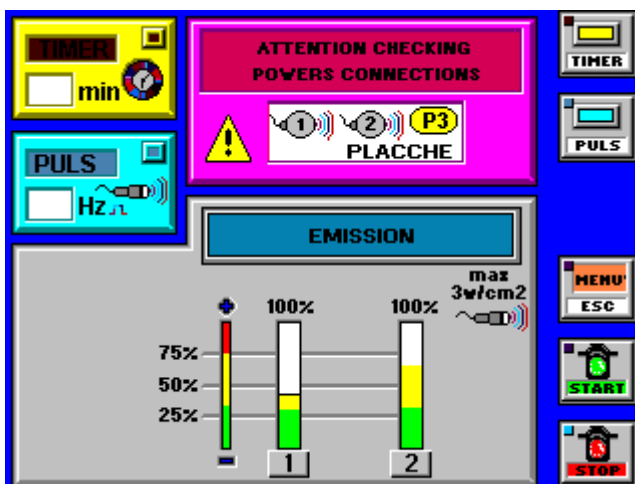 TIMER
min
PULS
Hz
ATTENTION CHECKING
POWERS CONNECTIONS
1 2 P3
PLACCHE
EMISSION
max
3w/cm2
100% 100%
75%
50%
25%
1 2
TIMER
PULS
MENU'
ESC
START
STOP